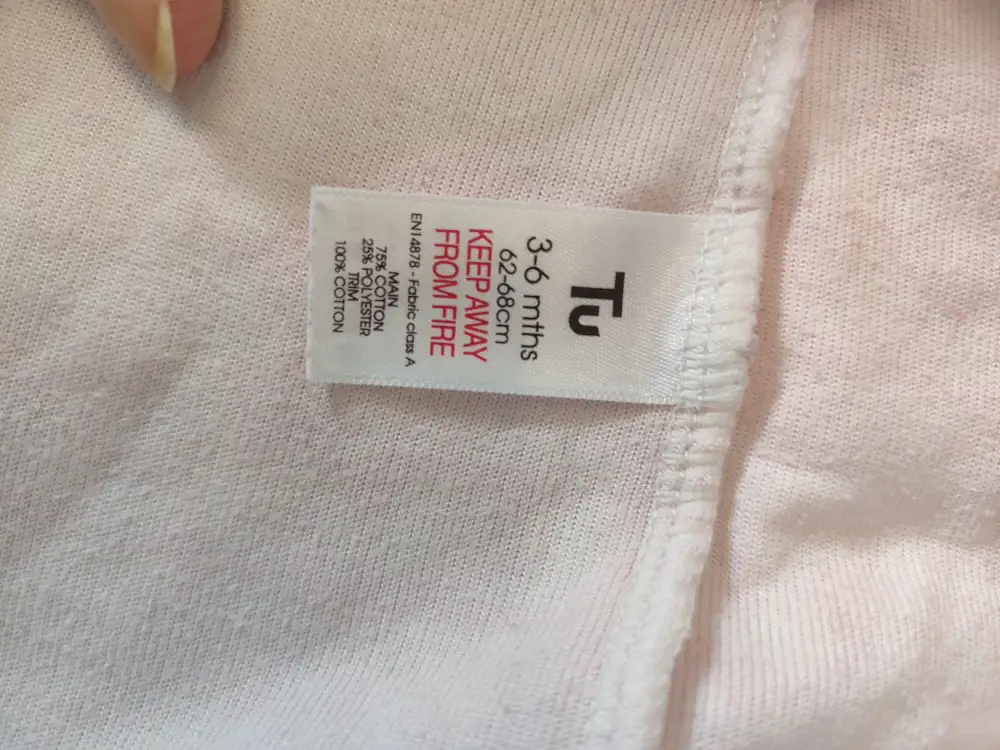 Tu
3-6 mths
62-68cm
KEEP AWAY
FROM FIRE
EN14878 - Fabric class A
MAIN
75% COTTON
25% POLYESTER
TRIM
100% COTTON